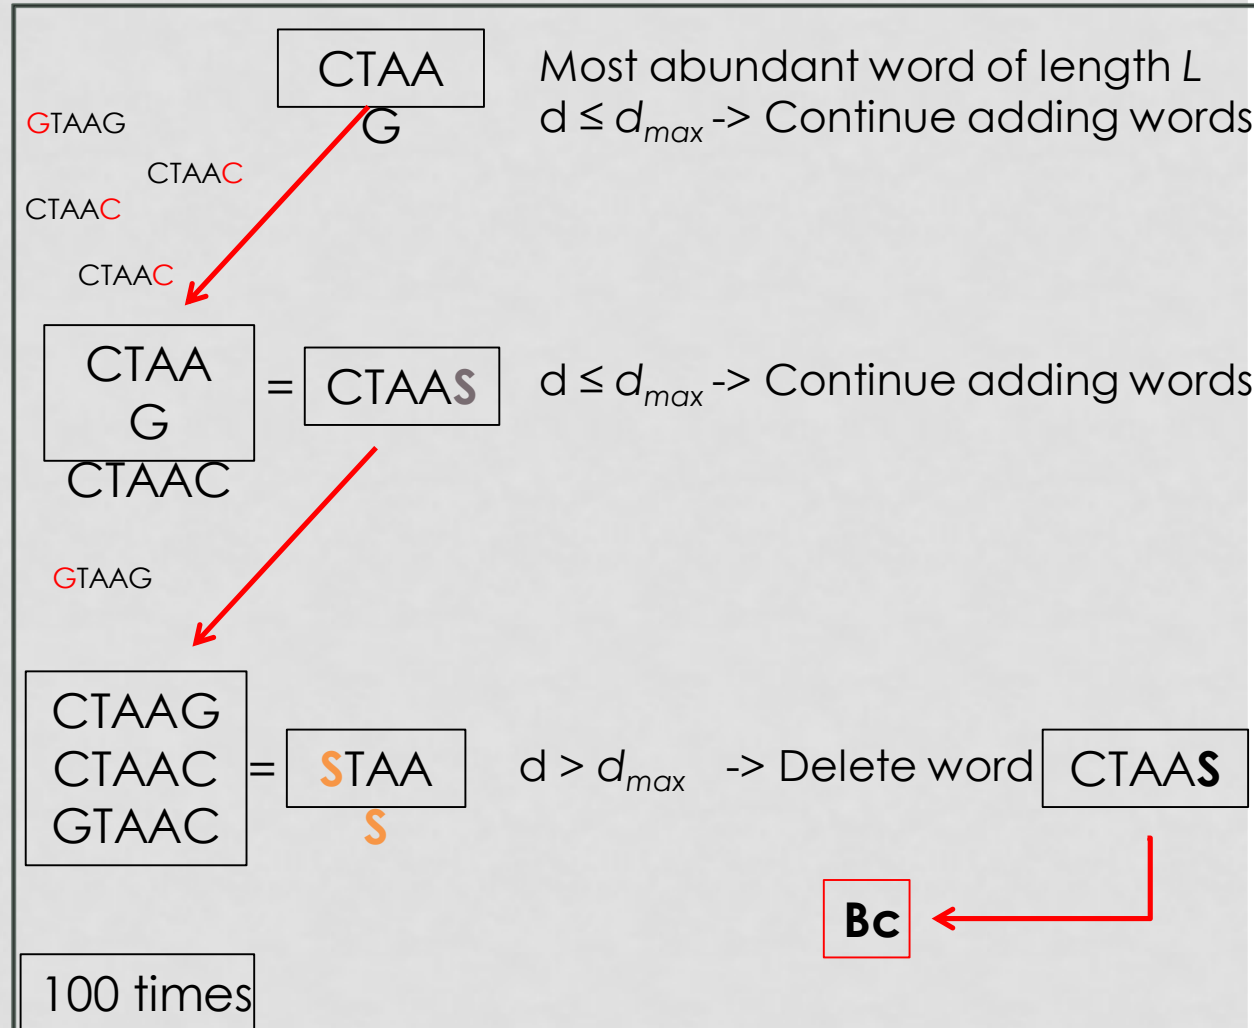 CTAA
G
Most abundant word of length L
d ≤ dmax -> Continue adding words
GTAAG
CTAAC
CTAAC
CTAAC
CTAA
G
CTAAC
=
CTAAS
d ≤ dmax -> Continue adding words
GTAAG
CTAAG
CTAAC
GTAAC
=
STAA
S
d > dmax -> Delete word
CTAAS
Bc
100 times